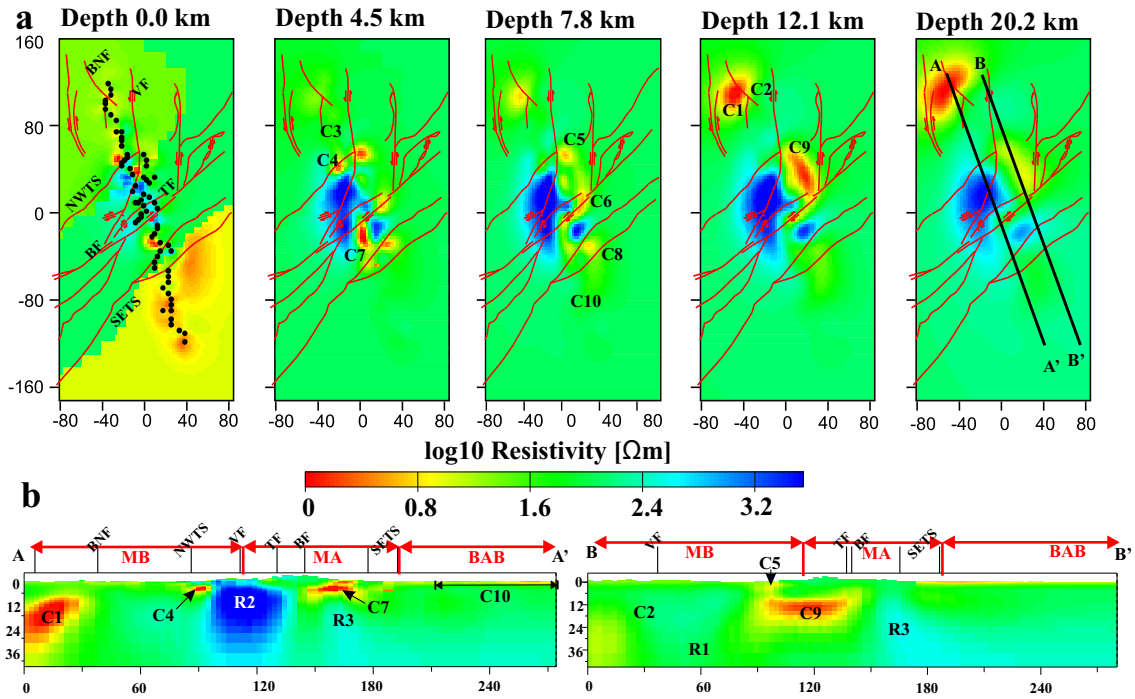 a
Depth 0.0 km
Depth 4.5 km
Depth 7.8 km
Depth 12.1 km
Depth 20.2 km
160
80
0
-80
-160
BNF
VF
NWTS
TF
BF
SETS
C3
C4
C7
C5
C6
C8
C10
C2
C1
C9
A
B
A'
B'
-80 -40 0 40 80
-80 -40 0 40 80
-80 -40 0 40 80
-80 -40 0 40 80
-80 -40 0 40 80
log10 Resistivity [Ωm]
0 0.8 1.6 2.4 3.2
b
A BNF NWTS VF TF BF SETS A'
MB MA BAB
0
12
24
36
C1 C4 R2 C7 R3 C10
0 60 120 180 240
B VF TF BF SETS B'
MB MA BAB
C5
0
12
24
36
C2 C9 R3
R1
0 60 120 180 240